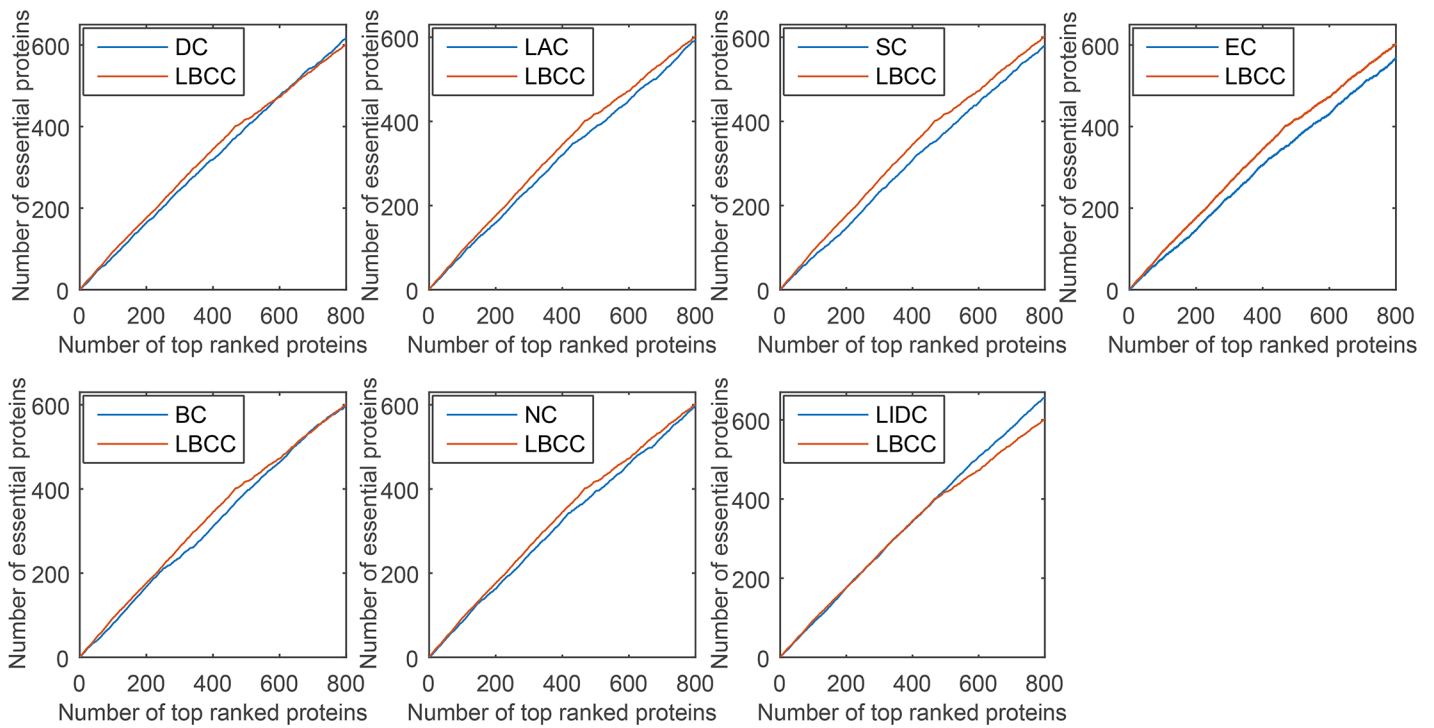 Number of essential proteins
600
400
200
0
DC
LBCC
0 200 400 600 800
Number of top ranked proteins
Number of essential proteins
600
400
200
0
LAC
LBCC
0 200 400 600 800
Number of top ranked proteins
Number of essential proteins
600
400
200
0
SC
LBCC
0 200 400 600 800
Number of top ranked proteins
Number of essential proteins
600
400
200
0
EC
LBCC
0 200 400 600 800
Number of top ranked proteins
Number of essential proteins
600
400
200
0
BC
LBCC
0 200 400 600 800
Number of top ranked proteins
Number of essential proteins
600
400
200
0
NC
LBCC
0 200 400 600 800
Number of top ranked proteins
Number of essential proteins
600
400
200
0
LIDC
LBCC
0 200 400 600 800
Number of top ranked proteins